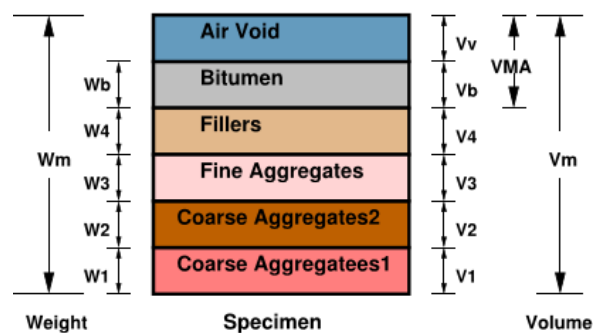 Air Void
Vv
VMA
Wb
Bitumen
Vb
W4
Fillers
V4
Wm
Vm
W3
Fine Aggregates
V3
W2
Coarse Aggregates2
V2
W1
Coarse Aggregatees1
V1
Weight
Specimen
Volume